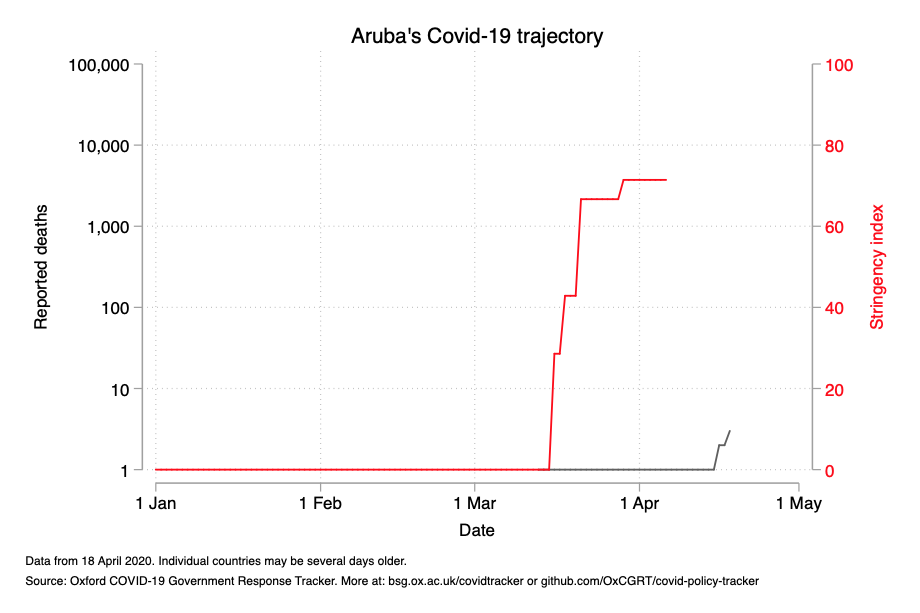 Aruba's Covid-19 trajectory
100,000
10,000
1,000
100
10
1
Reported deaths
100
80
60
40
20
0
Stringency index
1 Jan
1 Feb
1 Mar
1 Apr
1 May
Date
Data from 18 April 2020. Individual countries may be several days older.
Source: Oxford COVID-19 Government Response Tracker. More at: bsg.ox.ac.uk/covidtracker or github.com/OxCGRT/covid-policy-tracker